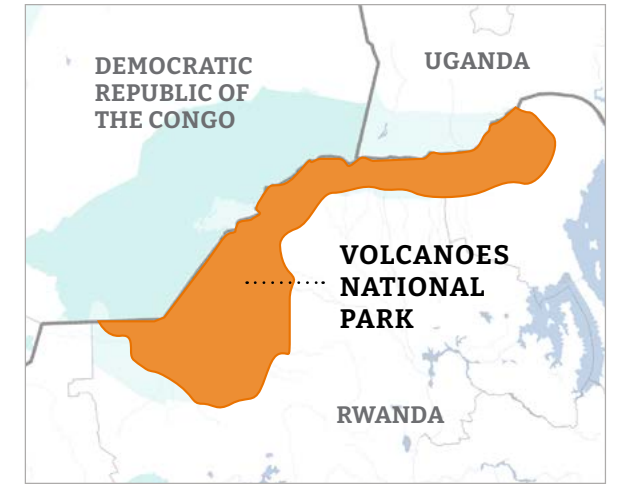 DEMOCRATIC
REPUBLIC OF
THE CONGO
UGANDA
VOLCANOES
NATIONAL
PARK
RWANDA